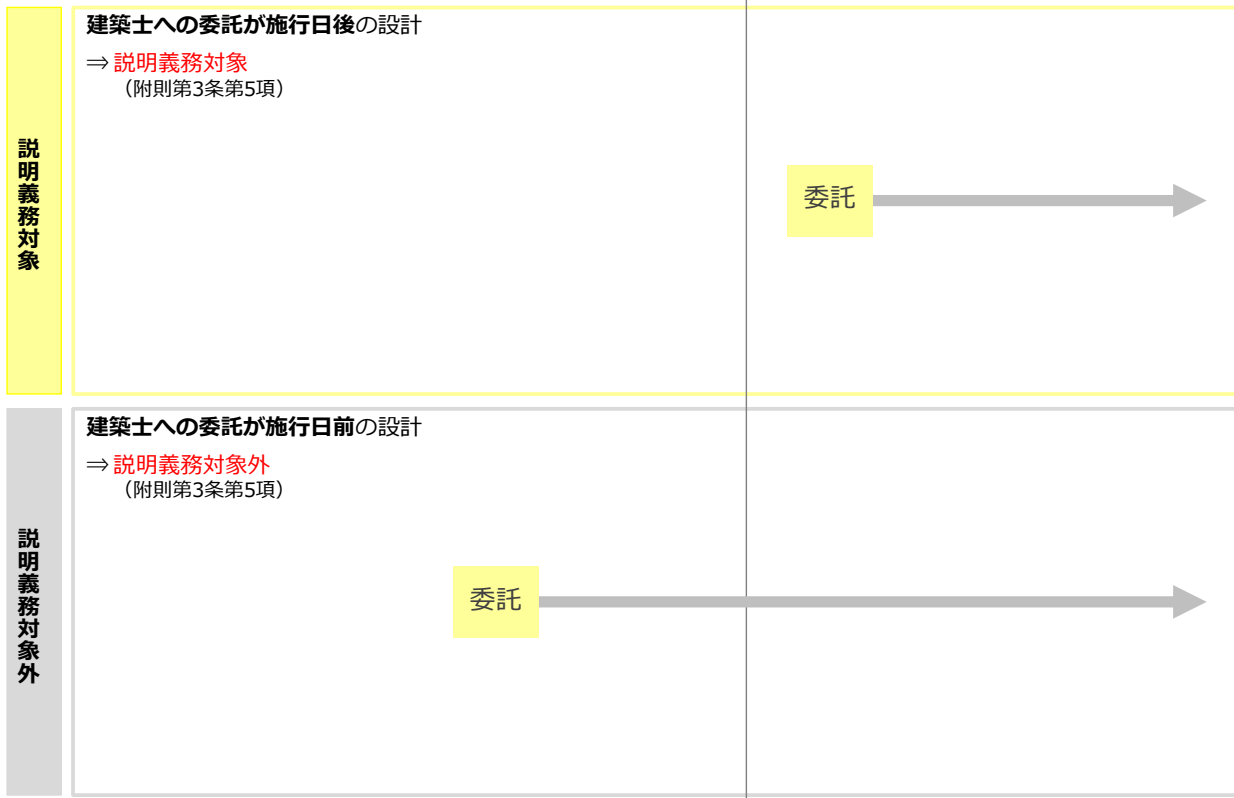 説明義務対象
建築士への委託が施行日後の設計
⇒ 説明義務対象
（附則第3条第5項）
委託
説明義務対象外
建築士への委託が施行日前の設計
⇒ 説明義務対象外
（附則第3条第5項）
委託